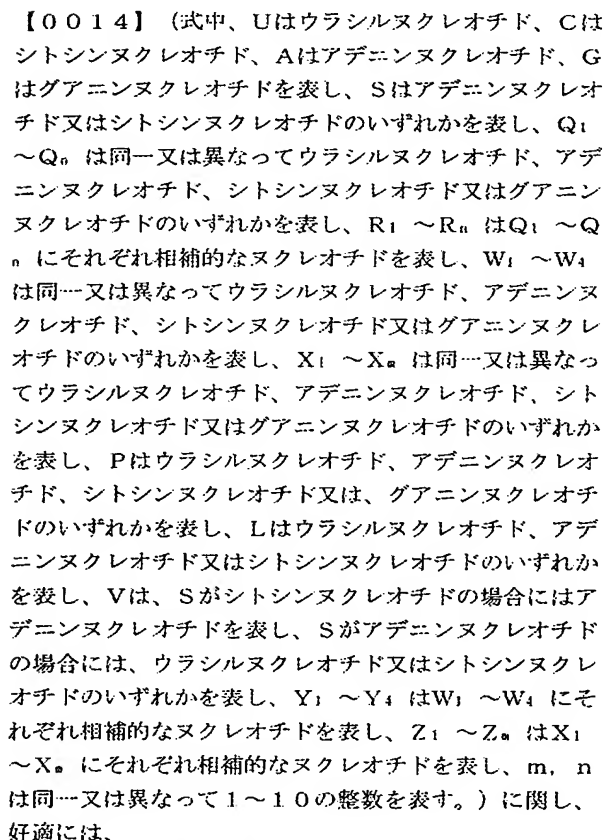 【0014】(式中、Uはウラシルヌクレオチド、Cは
シトシンヌクレオチド、Aはアデニンヌクレオチド、G
はグアニンヌクレオチドを表し、Sはアデニンヌクレオ
チド又はシトシンヌクレオチドのいずれかを表し、Q₁
~Qₙ は同一又は異なってウラシルヌクレオチド、アデ
ニンヌクレオチド、シトシンヌクレオチド又はグアニン
ヌクレオチドのいずれかを表し、R₁ ~Rₙ はQ₁ ~Q
ₙ にそれぞれ相補的なヌクレオチドを表し、W₁ ~W₄
は同一又は異なってウラシルヌクレオチド、アデニンヌ
クレオチド、シトシンヌクレオチド又はグアニンヌクレ
オチドのいずれかを表し、X₁ ~Xₘ は同一又は異なっ
てウラシルヌクレオチド、アデニンヌクレオチド、シト
シンヌクレオチド又はグアニンヌクレオチドのいずれか
を表し、Pはウラシルヌクレオチド、アデニンヌクレオ
チド、シトシンヌクレオチド又は、グアニンヌクレオチ
ドのいずれかを表し、Lはウラシルヌクレオチド、アデ
ニンヌクレオチド又はシトシンヌクレオチドのいずれか
を表し、Vは、Sがシトシンヌクレオチドの場合にはア
デニンヌクレオチドを表し、Sがアデニンヌクレオチド
の場合には、ウラシルヌクレオチド又はシトシンヌクレ
オチドのいずれかを表し、Y₁ ~Y₄ はW₁ ~W₄ にそ
れぞれ相補的なヌクレオチドを表し、Z₁ ~Zₘ はX₁
~Xₘ にそれぞれ相補的なヌクレオチドを表し、m, n
は同一又は異なって1~10の整数を表す。)に関し、
好適には、